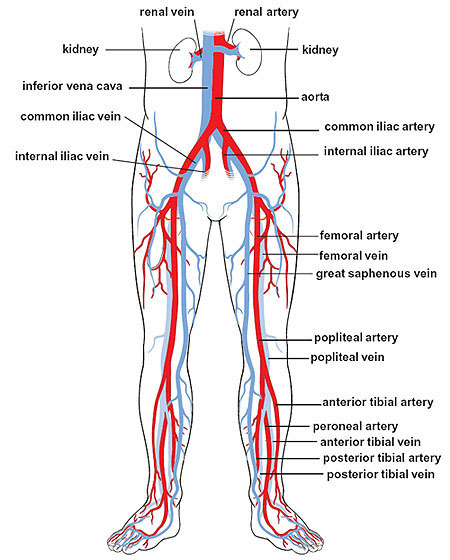 renal vein
renal artery
kidney
kidney
inferior vena cava
aorta
common iliac vein
common iliac artery
internal iliac vein
internal iliac artery
femoral artery
femoral vein
great saphenous vein
popliteal artery
popliteal vein
anterior tibial artery
peroneal artery
anterior tibial vein
posterior tibial artery
posterior tibial vein